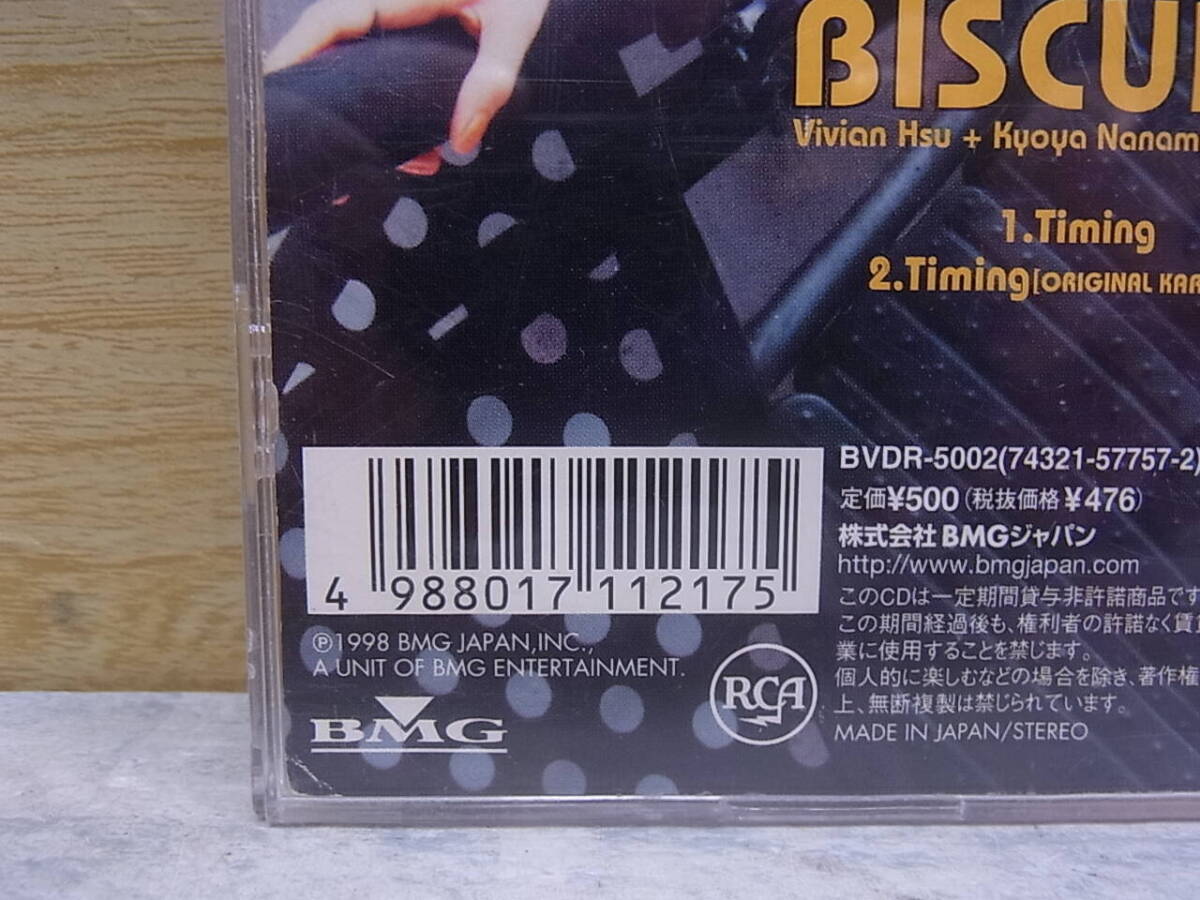 BISCUI
Vivian Hsu + Kyoya Nanam
1.Timing
2.Timing[ORIGINAL KAR
BVDR-5002(74321-57757-2)
定価¥500(税抜価格¥476)
株式会社BMGジャパン
http://www.bmgjapan.com
このCDは一定期間貸与非許諾商品です
この期間経過後も、権利者の許諾なく賃貸
業に使用することを禁じます。
個人的に楽しむなどの場合を除き、著作権
上、無断複製は禁じられています。
MADE IN JAPAN/STEREO
4 988017 112175
℗1998 BMG JAPAN,INC.,
A UNIT OF BMG ENTERTAINMENT.
BMG
RCA